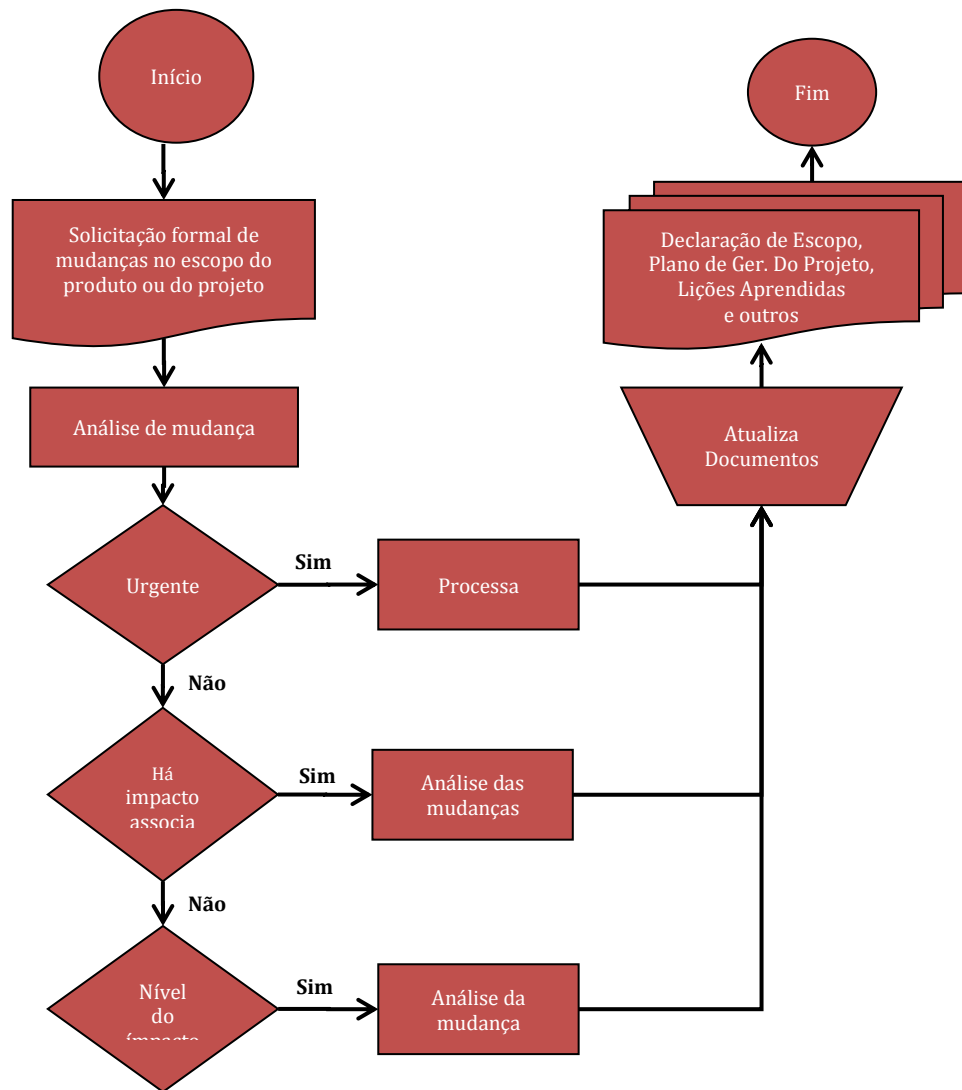 Início
Solicitação formal de
mudanças no escopo do
produto ou do projeto
Análise de mudança
Urgente
Sim
Processa
Não
Há
impacto
associa
Sim
Análise das
mudanças
Não
Nível
do
ímpacto
Sim
Análise da
mudança
Atualiza
Documentos
Declaração de Escopo,
Plano de Ger. Do Projeto,
Lições Aprendidas
e outros
Fim